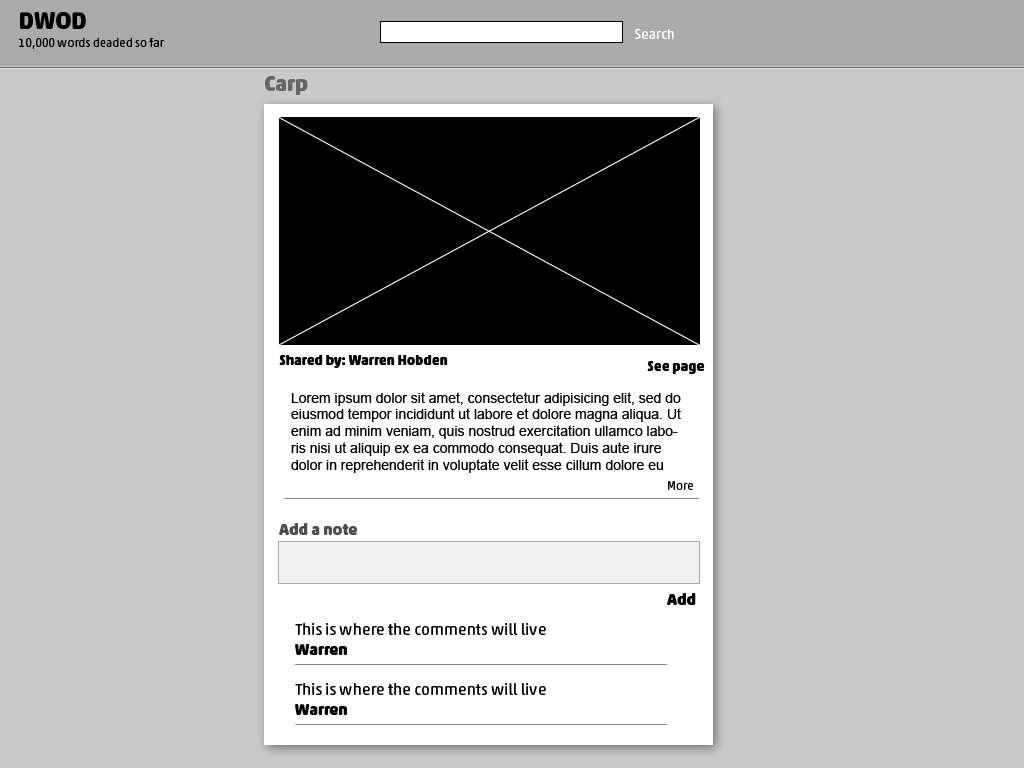 DWOD
10,000 words deaded so far
Search
Carp
Shared by: Warren Hobden
See page
Lorem ipsum dolor sit amet, consectetur adipisicing elit, sed do
eiusmod tempor incididunt ut labore et dolore magna aliqua. Ut
enim ad minim veniam, quis nostrud exercitation ullamco labo-
ris nisi ut aliquip ex ea commodo consequat. Duis aute irure
dolor in reprehenderit in voluptate velit esse cillum dolore eu
More
Add a note
Add
This is where the comments will live
Warren
This is where the comments will live
Warren